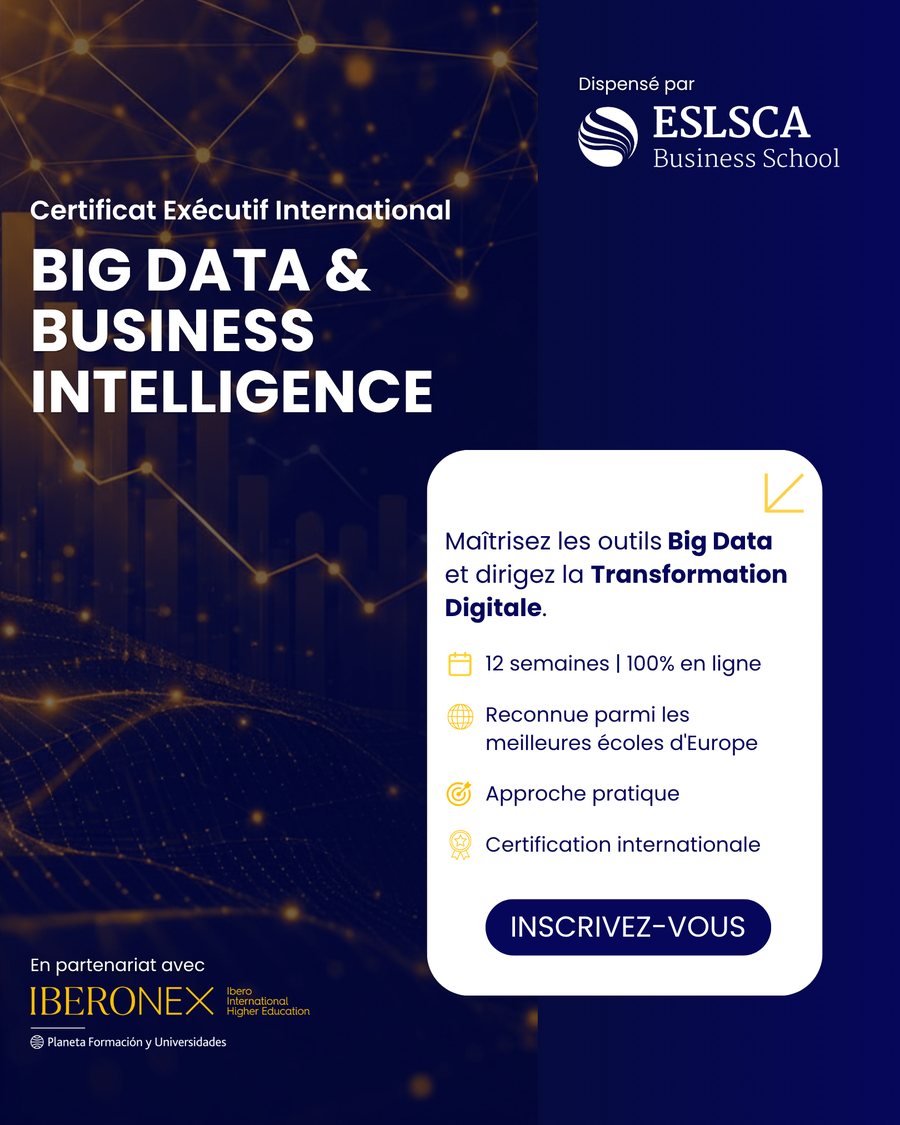 Dispensé par
ESLSCA
Business School
Certificat Exécutif International
BIG DATA &
BUSINESS
INTELLIGENCE
Maîtrisez les outils Big Data
et dirigez la Transformation
Digitale.
12 semaines | 100% en ligne
Reconnue parmi les
meilleures écoles d'Europe
Approche pratique
Certification internationale
INSCRIVEZ-VOUS
En partenariat avec
IBERONEX
Ibero
International
Higher Education
Planeta Formación y Universidades